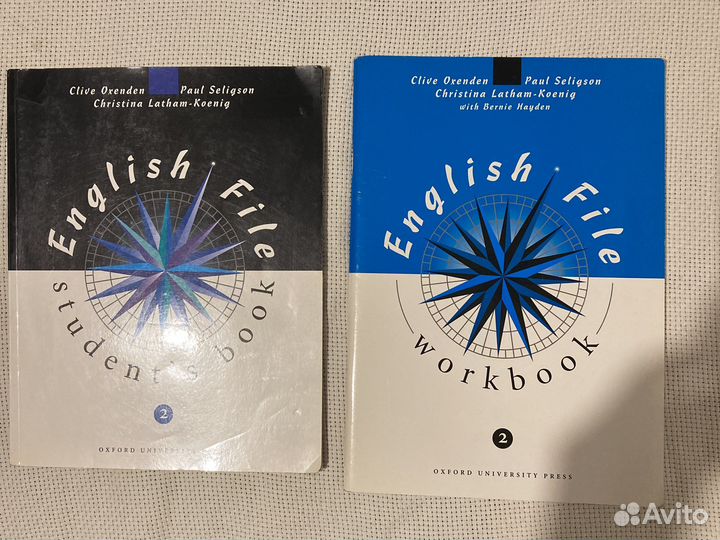 Clive Oxenden Paul Seligson
Christina Latham-Koenig
English File
student's book
2
OXFORD UNIVERSITY
Clive Oxenden Paul Seligson
Christina Latham-Koenig
with Bernie Hayden
English File
workbook
2
OXFORD UNIVERSITY PRESS
Avito